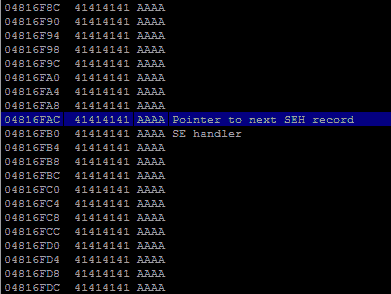 04816F8C 41414141 AAAA
04816F90 41414141 AAAA
04816F94 41414141 AAAA
04816F98 41414141 AAAA
04816F9C 41414141 AAAA
04816FA0 41414141 AAAA
04816FA4 41414141 AAAA
04816FA8 41414141 AAAA
04816FAC 41414141 AAAA Pointer to next SEH record
04816FB0 41414141 AAAA SE handler
04816FB4 41414141 AAAA
04816FB8 41414141 AAAA
04816FBC 41414141 AAAA
04816FC0 41414141 AAAA
04816FC4 41414141 AAAA
04816FC8 41414141 AAAA
04816FCC 41414141 AAAA
04816FD0 41414141 AAAA
04816FD4 41414141 AAAA
04816FD8 41414141 AAAA
04816FDC 41414141 AAAA